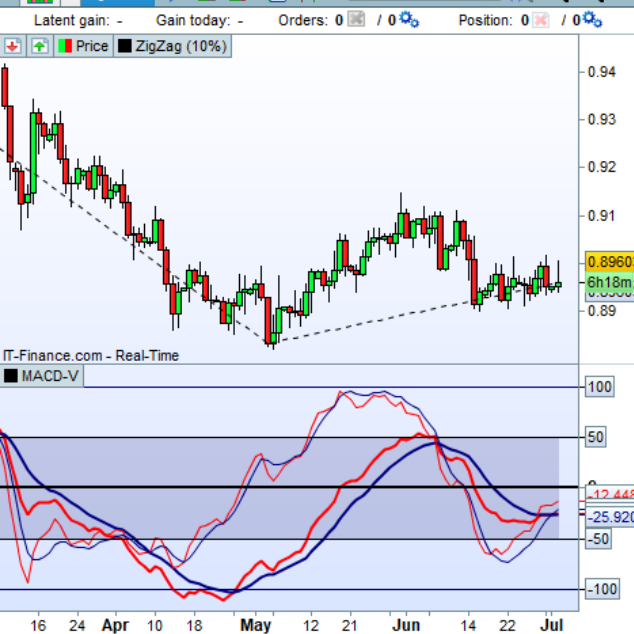 Latent gain: - Gain today: - Orders: 0 / 0 Position: 0 / 0
Price ZigZag (10%)
0.94
0.93
0.92
0.91
0.8960
6h18m
0.89
IT-Finance.com - Real-Time
MACD-V
100
50
0
-12.448
-25.920
-50
-100
16 24 Apr 10 18 May 12 21 Jun 14 22 Jul